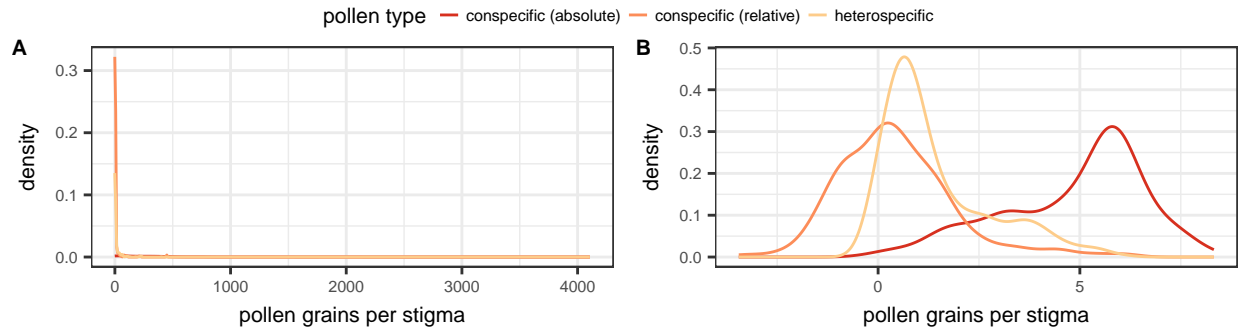 pollen type conspecific (absolute) conspecific (relative) heterospecific
A
0.3
0.2
0.1
0.0
density
0 1000 2000 3000 4000
pollen grains per stigma
B
0.5
0.4
0.3
0.2
0.1
0.0
density
0 5
pollen grains per stigma